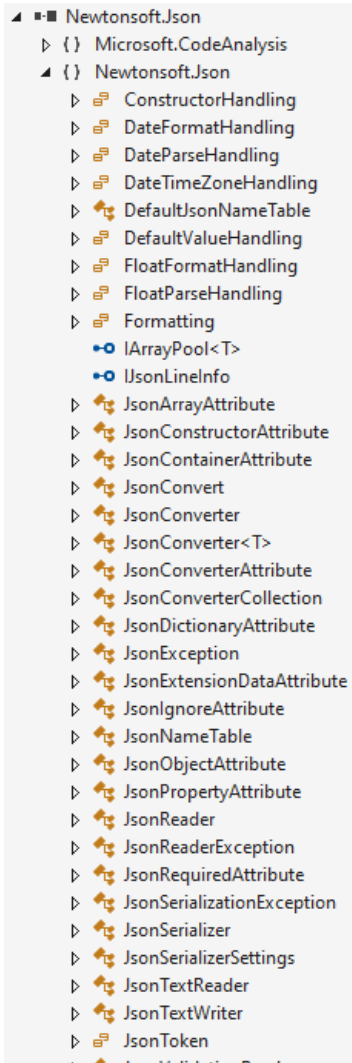 Newtonsoft.Json
{ } Microsoft.CodeAnalysis
{ } Newtonsoft.Json
ConstructorHandling
DateFormatHandling
DateParseHandling
DateTimeZoneHandling
DefaultJsonNameTable
DefaultValueHandling
FloatFormatHandling
FloatParseHandling
Formatting
IArrayPool<T>
IJsonLineInfo
JsonArrayAttribute
JsonConstructorAttribute
JsonContainerAttribute
JsonConvert
JsonConverter
JsonConverter<T>
JsonConverterAttribute
JsonConverterCollection
JsonDictionaryAttribute
JsonException
JsonExtensionDataAttribute
JsonIgnoreAttribute
JsonNameTable
JsonObjectAttribute
JsonPropertyAttribute
JsonReader
JsonReaderException
JsonRequiredAttribute
JsonSerializationException
JsonSerializer
JsonSerializerSettings
JsonTextReader
JsonTextWriter
JsonToken